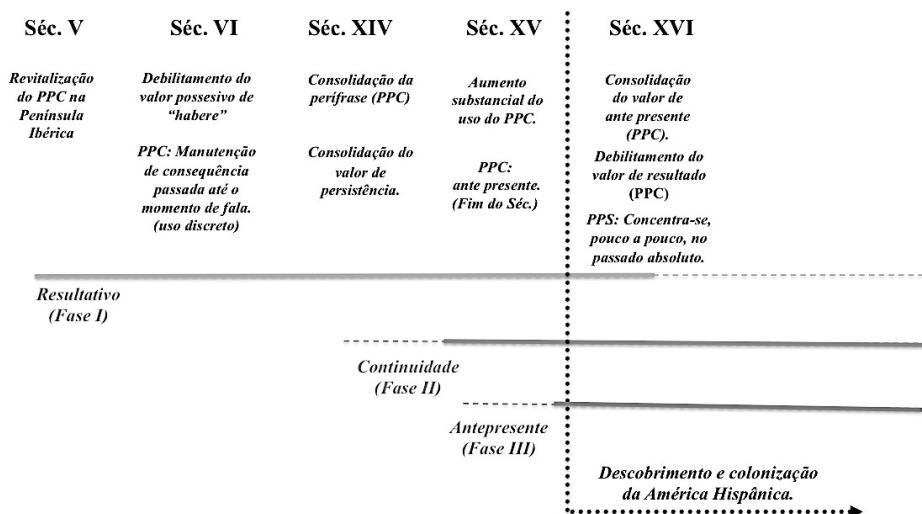 Séc. V
Séc. VI
Séc. XIV
Séc. XV
Séc. XVI
Revitalização
do PPC na
Península
Ibérica
Debilitamento do
valor possesivo de
“habere”
PPC: Manutenção
de consequência
passada até o
momento de fala.
(uso discreto)
Consolidação da
perífrase (PPC)
Consolidação do
valor de
persistência.
Aumento
substancial do
uso do PPC.
PPC:
ante presente.
(Fim do Séc.)
Consolidação
do valor de
ante presente
(PPC).
Debilitamento do
valor de resultado
(PPC)
PPS: Concentra-se,
pouco a pouco, no
passado absoluto.
Resultativo
(Fase I)
Continuidade
(Fase II)
Antepresente
(Fase III)
Descobrimento e colonização
da América Hispânica.